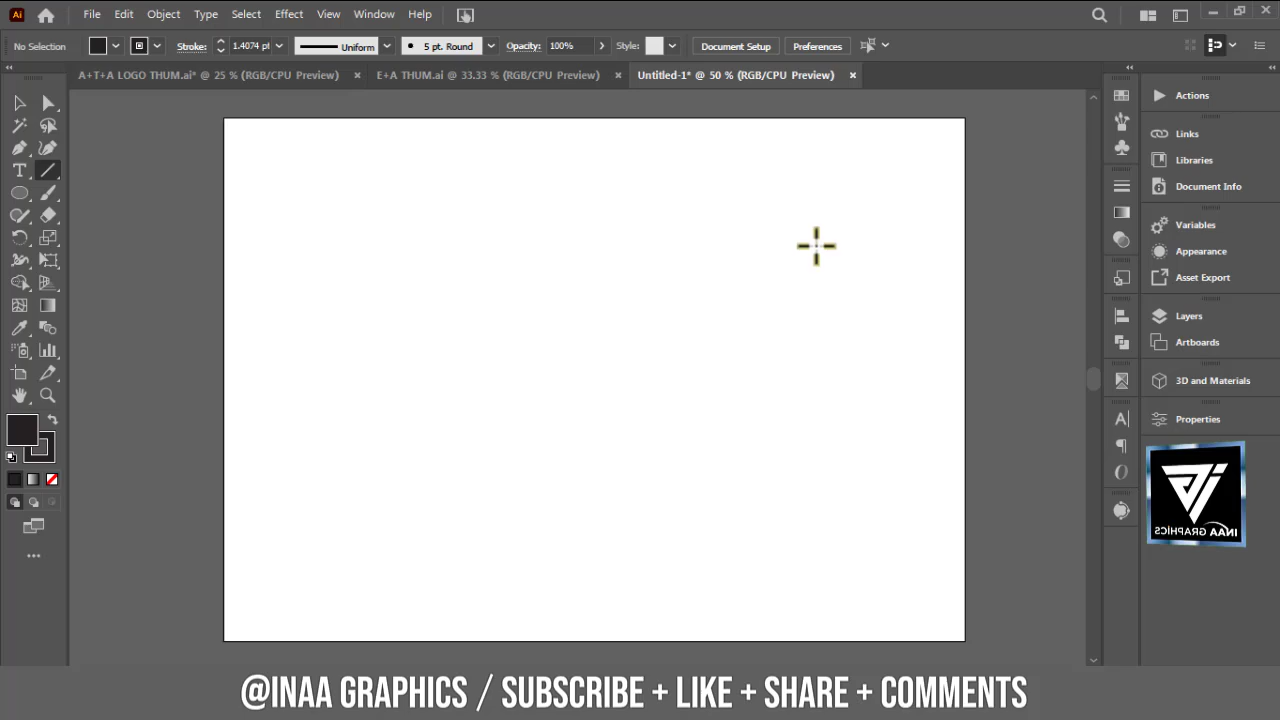 Ai File Edit Object Type Select Effect View Window Help
No Selection Stroke: 1.4074 pt Uniform 5 pt. Round Opacity: 100% Style: Document Setup Preferences
A+T+A LOGO THUM.ai* @ 25 % (RGB/CPU Preview) × E+A THUM.ai @ 33.33 % (RGB/CPU Preview) × Untitled-1* @ 50 % (RGB/CPU Preview) ×
Actions
Links
Libraries
Document Info
Variables
Appearance
Asset Export
Layers
Artboards
3D and Materials
Properties
INAA GRAPHICS
@INAA GRAPHICS / SUBSCRIBE + LIKE + SHARE + COMMENTS